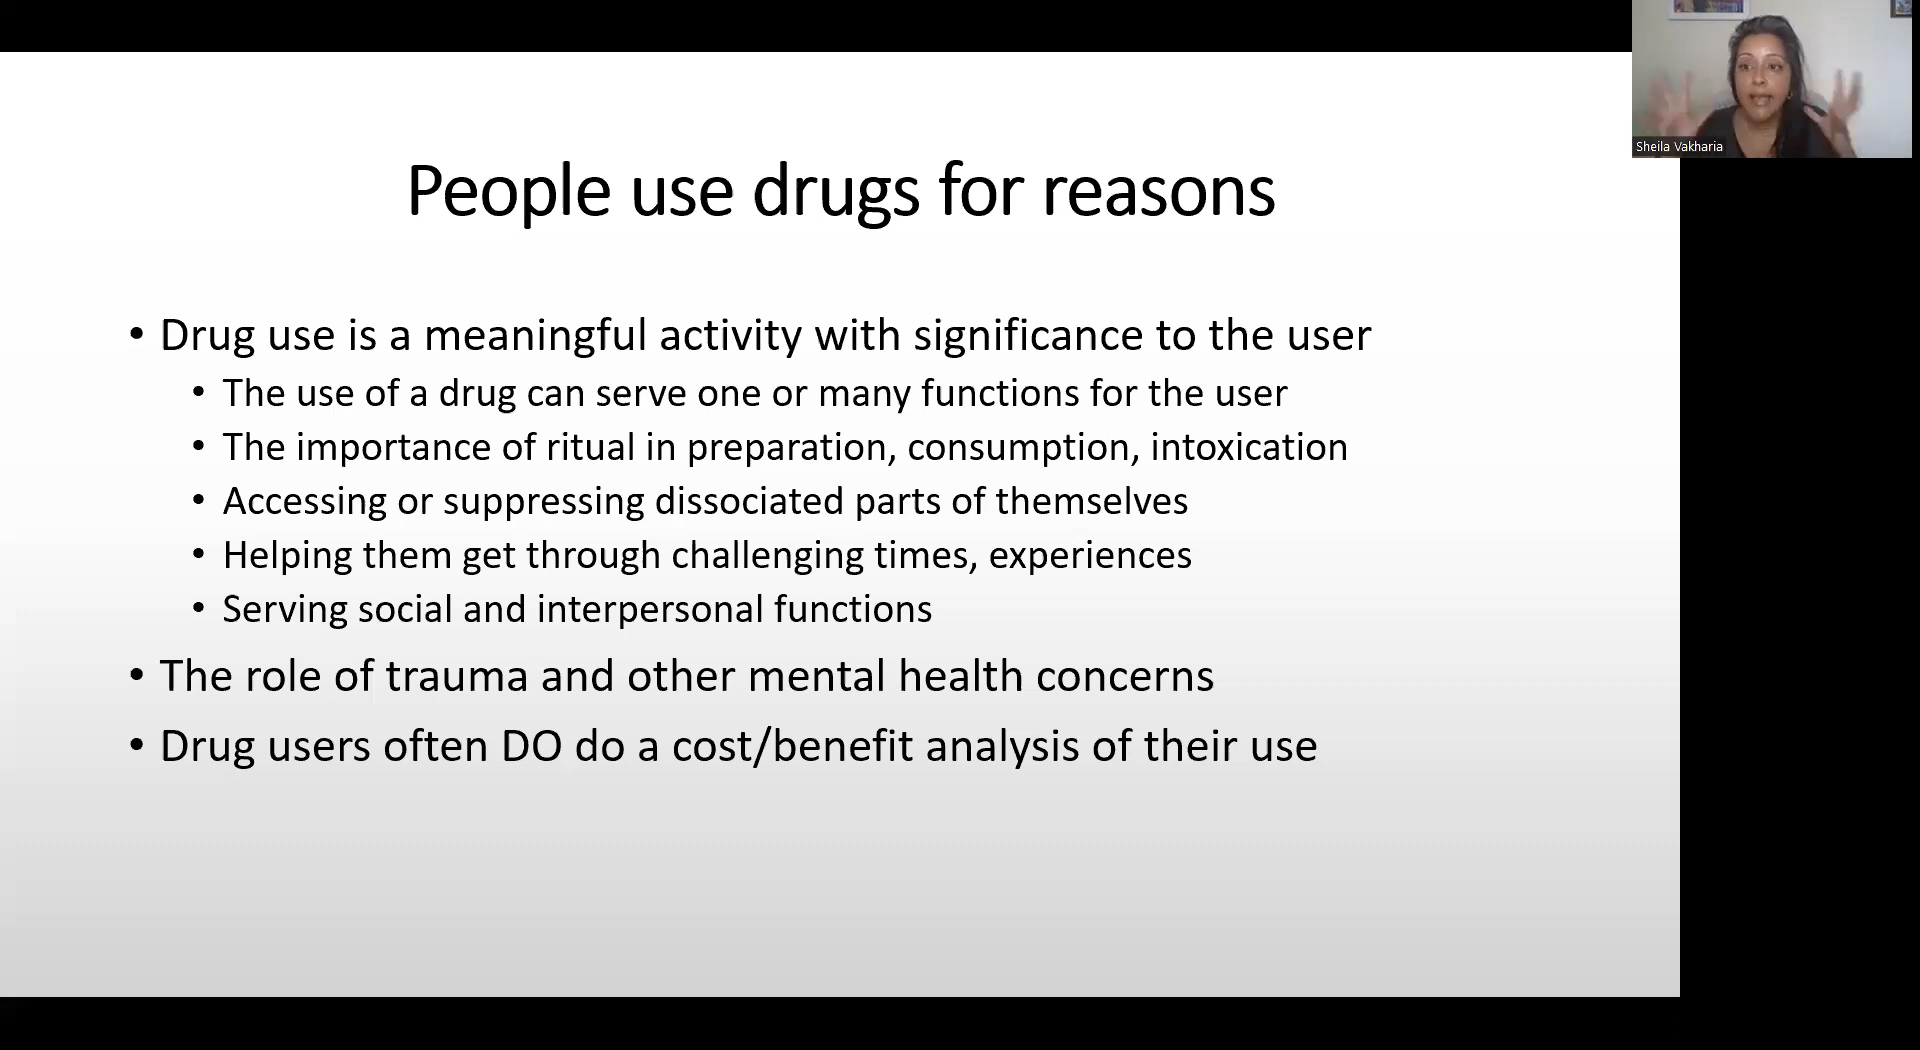 Sheila Vakharia
People use drugs for reasons
• Drug use is a meaningful activity with significance to the user
• The use of a drug can serve one or many functions for the user
• The importance of ritual in preparation, consumption, intoxication
• Accessing or suppressing dissociated parts of themselves
• Helping them get through challenging times, experiences
• Serving social and interpersonal functions
• The role of trauma and other mental health concerns
• Drug users often DO do a cost/benefit analysis of their use